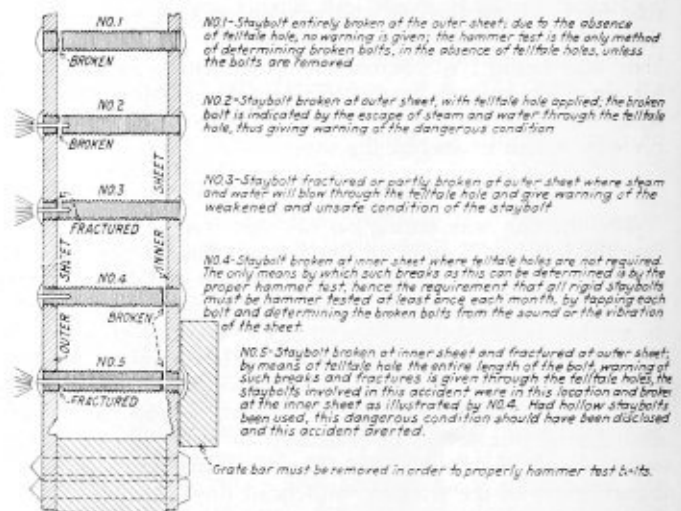 NO.1
BROKEN
NO.2
BROKEN
NO.3
FRACTURED
NO.4
BROKEN
NO.5
FRACTURED
OUTER SHEET
INNER SHEET
NO.1-Staybolt entirely broken at the outer sheet; due to the absence
of telltale hole, no warning is given; the hammer test is the only method
of determining broken bolts, in the absence of telltale holes, unless
the bolts are removed
NO.2-Staybolt broken at outer sheet, with telltale hole applied; the broken
bolt is indicated by the escape of steam and water through the telltale
hole, thus giving warning of the dangerous condition
NO.3-Staybolt fractured or partly broken at outer sheet where steam
and water will blow through the telltale hole and give warning of the
weakened and unsafe condition of the staybolt
NO.4-Staybolt broken at inner sheet where telltale holes are not required.
The only means by which such breaks as this can be determined is by the
proper hammer test, hence the requirement that all rigid staybolts
must be hammer tested at least once each month, by tapping each
bolt and determining the broken bolts from the sound or the vibration
of the sheet.
NO.5-Staybolt broken at inner sheet and fractured at outer sheet;
by means of telltale hole the entire length of the bolt, warning of
such breaks and fractures is given through the telltale holes, the
staybolts involved in this accident were in this location and broken
at the inner sheet as illustrated by NO.4. Had hollow staybolts
been used, this dangerous condition should have been disclosed
and this accident averted.
Grate bar must be removed in order to properly hammer test bolts.